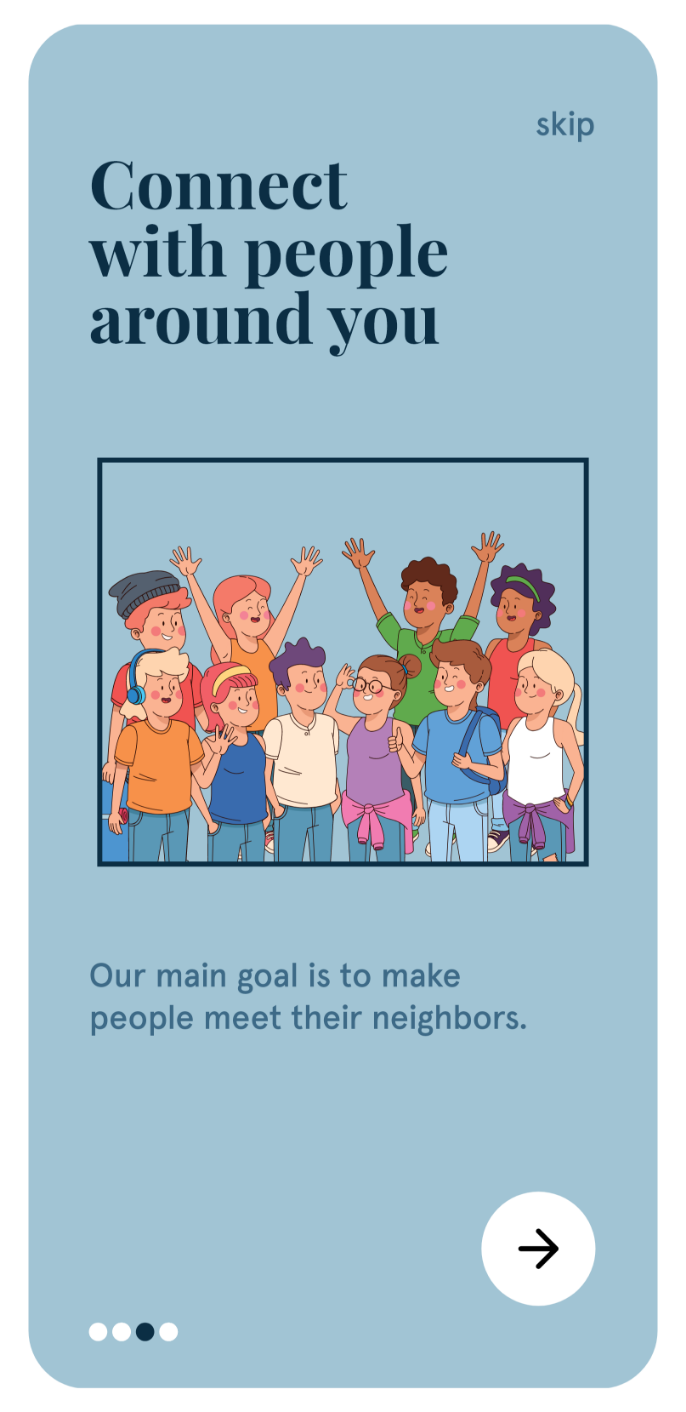 skip
Connect
with people
around you
Our main goal is to make
people meet their neighbors.